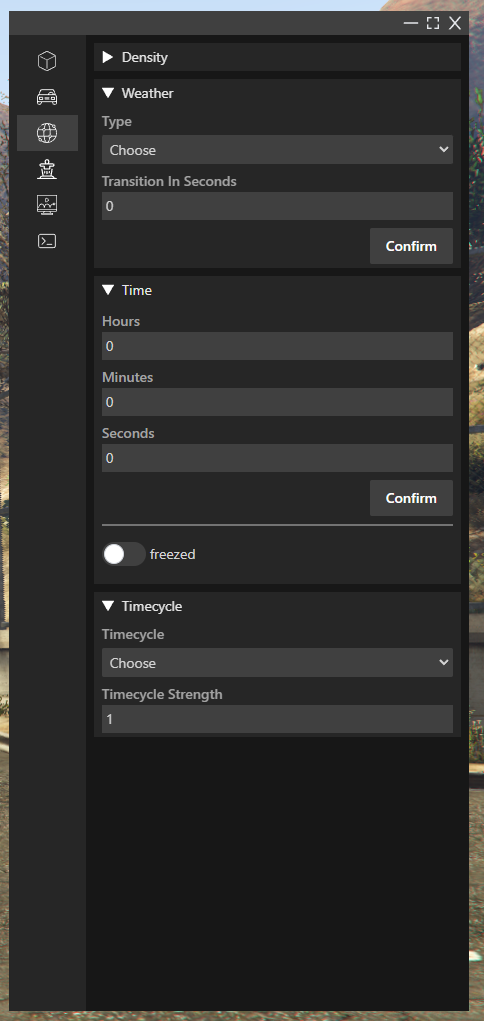 Density
Weather
Type
Choose
Transition In Seconds
0
Confirm
Time
Hours
0
Minutes
0
Seconds
0
Confirm
freezed
Timecycle
Timecycle
Choose
Timecycle Strength
1